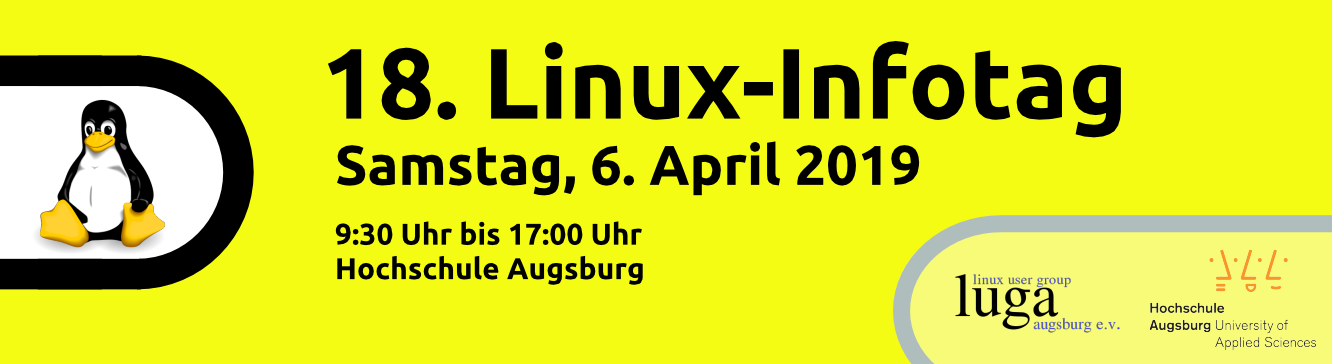 18. Linux-Infotag
Samstag, 6. April 2019
9:30 Uhr bis 17:00 Uhr
Hochschule Augsburg
linux user group
luga
augsburg e.v.
Hochschule
Augsburg University of
Applied Sciences